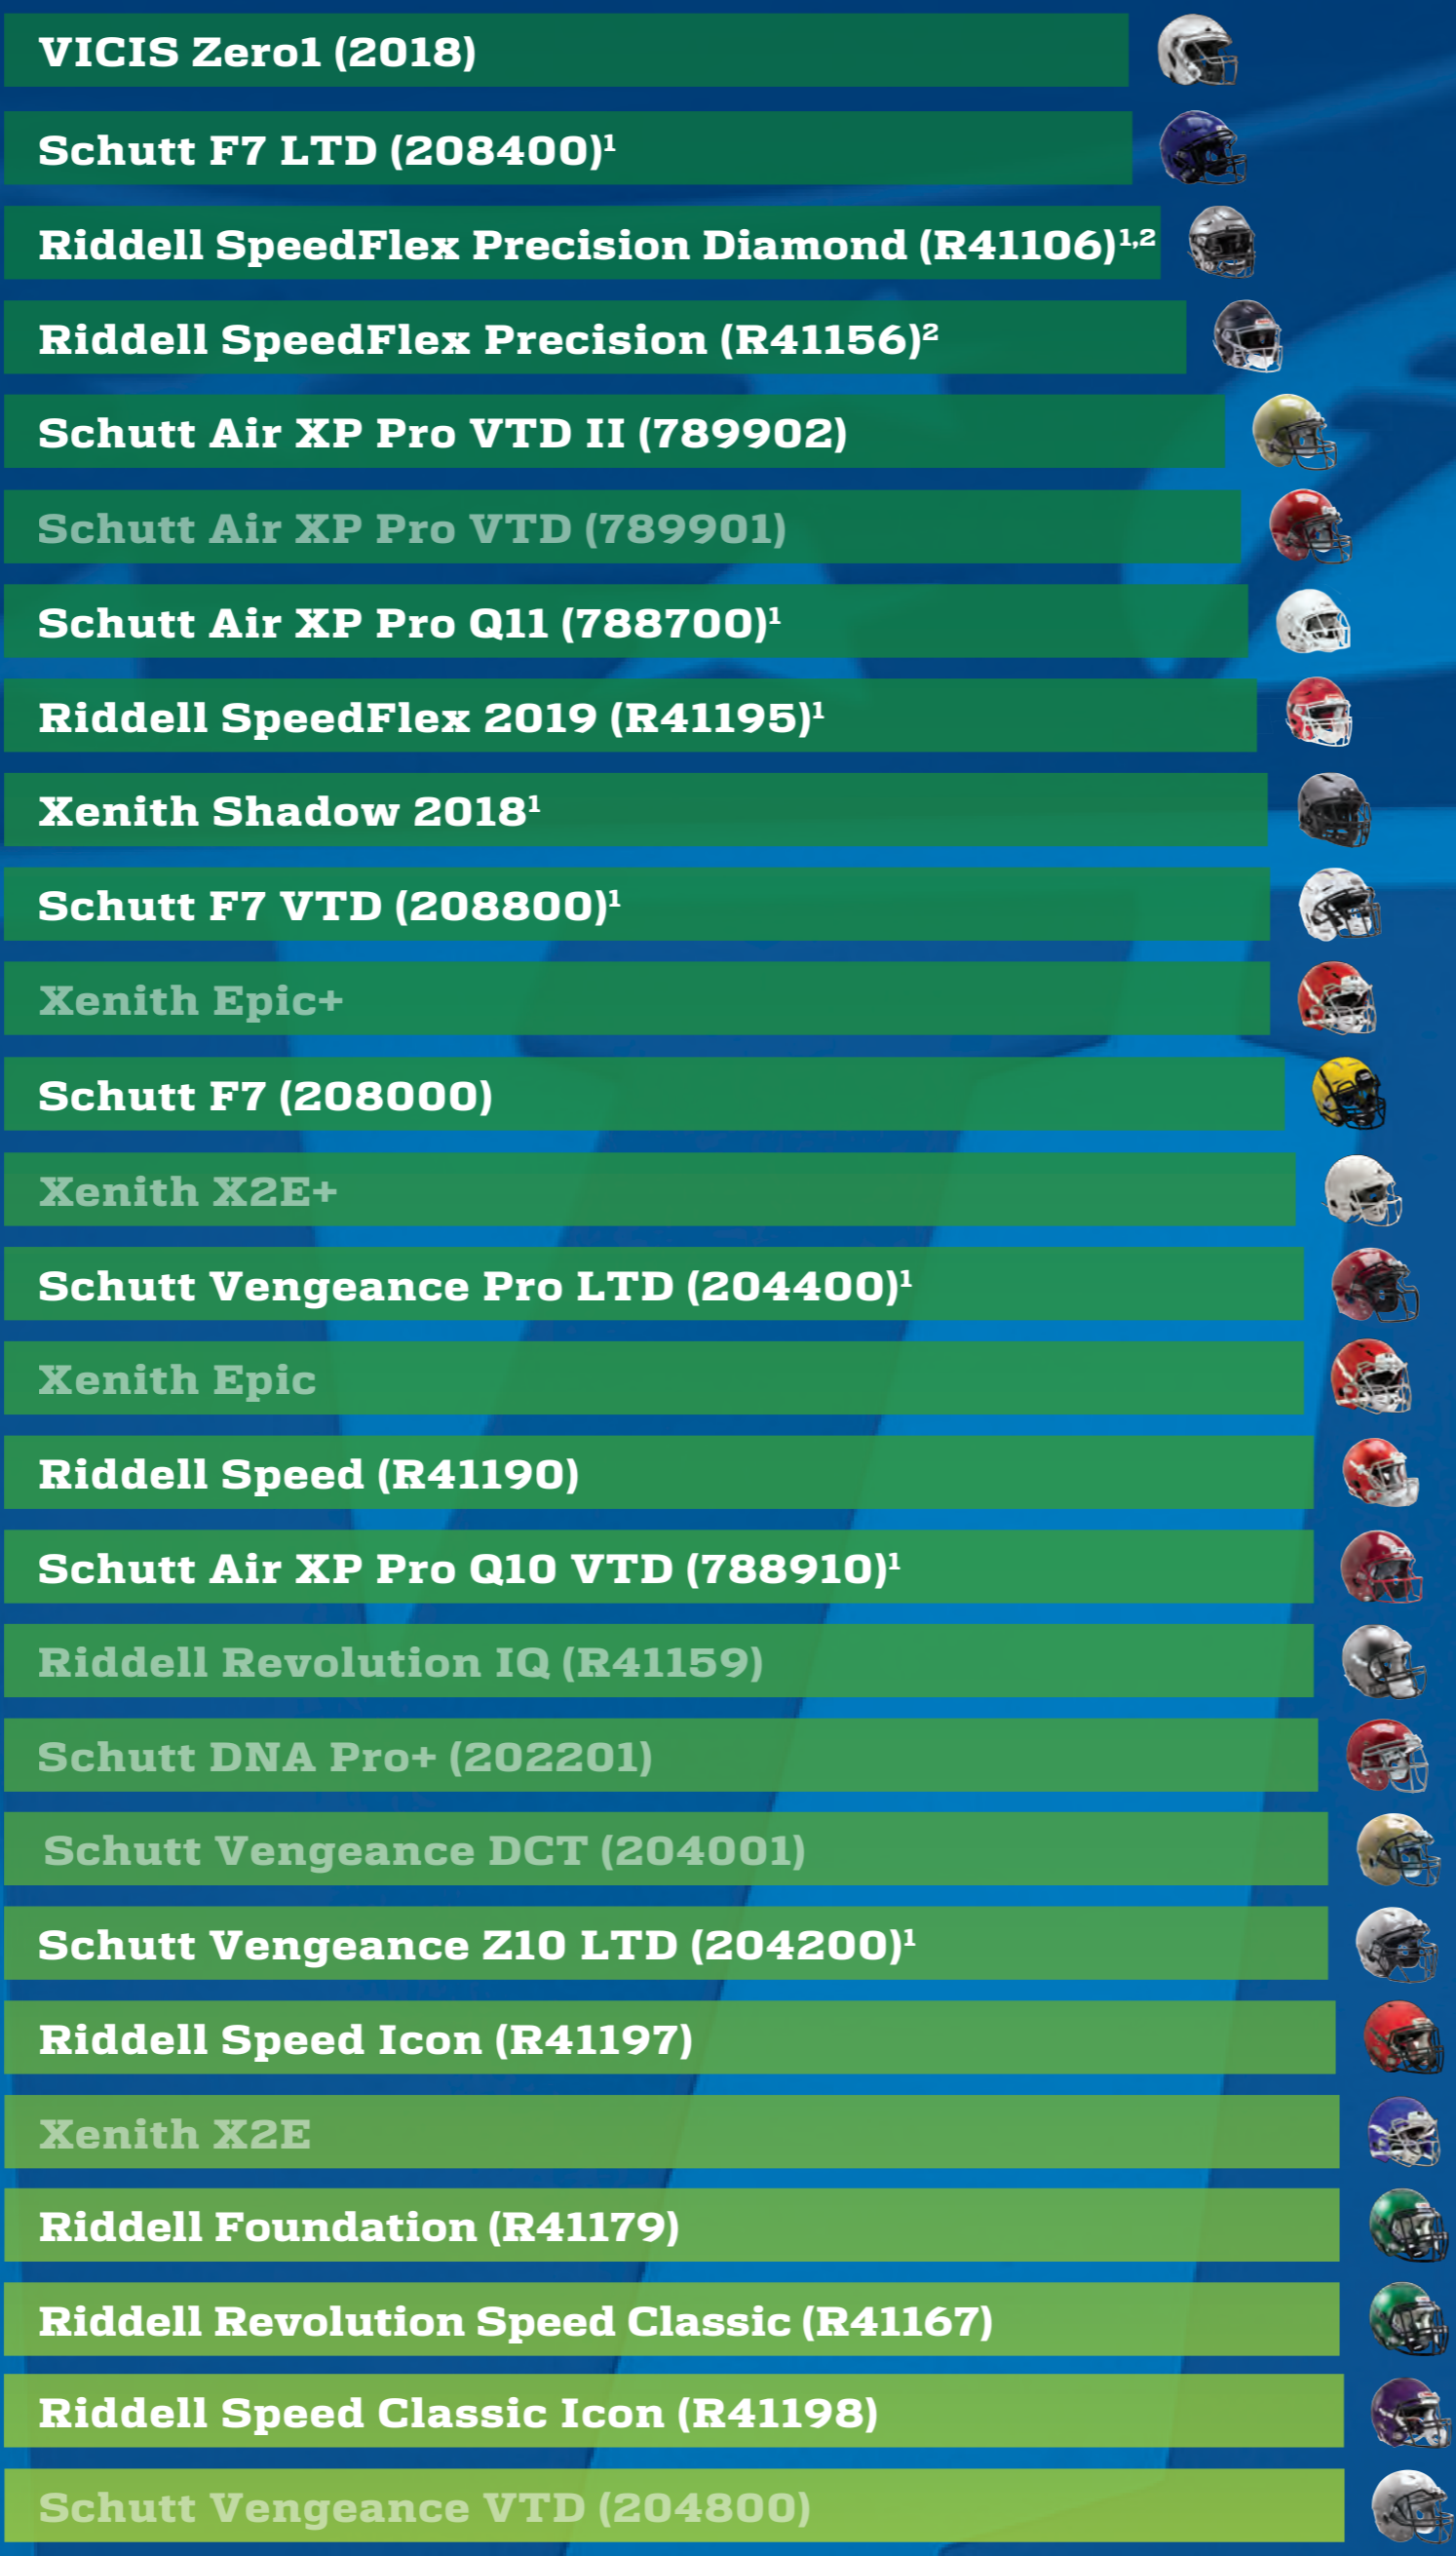 VICIS Zero1 (2018)
Schutt F7 LTD (208400)¹
Riddell SpeedFlex Precision Diamond (R41106)¹,²
Riddell SpeedFlex Precision (R41156)²
Schutt Air XP Pro VTD II (789902)
Schutt Air XP Pro VTD (789901)
Schutt Air XP Pro Q11 (788700)¹
Riddell SpeedFlex 2019 (R41195)¹
Xenith Shadow 2018¹
Schutt F7 VTD (208800)¹
Xenith Epic+
Schutt F7 (208000)
Xenith X2E+
Schutt Vengeance Pro LTD (204400)¹
Xenith Epic
Riddell Speed (R41190)
Schutt Air XP Pro Q10 VTD (788910)¹
Riddell Revolution IQ (R41159)
Schutt DNA Pro+ (202201)
Schutt Vengeance DCT (204001)
Schutt Vengeance Z10 LTD (204200)¹
Riddell Speed Icon (R41197)
Xenith X2E
Riddell Foundation (R41179)
Riddell Revolution Speed Classic (R41167)
Riddell Speed Classic Icon (R41198)
Schutt Vengeance VTD (204800)